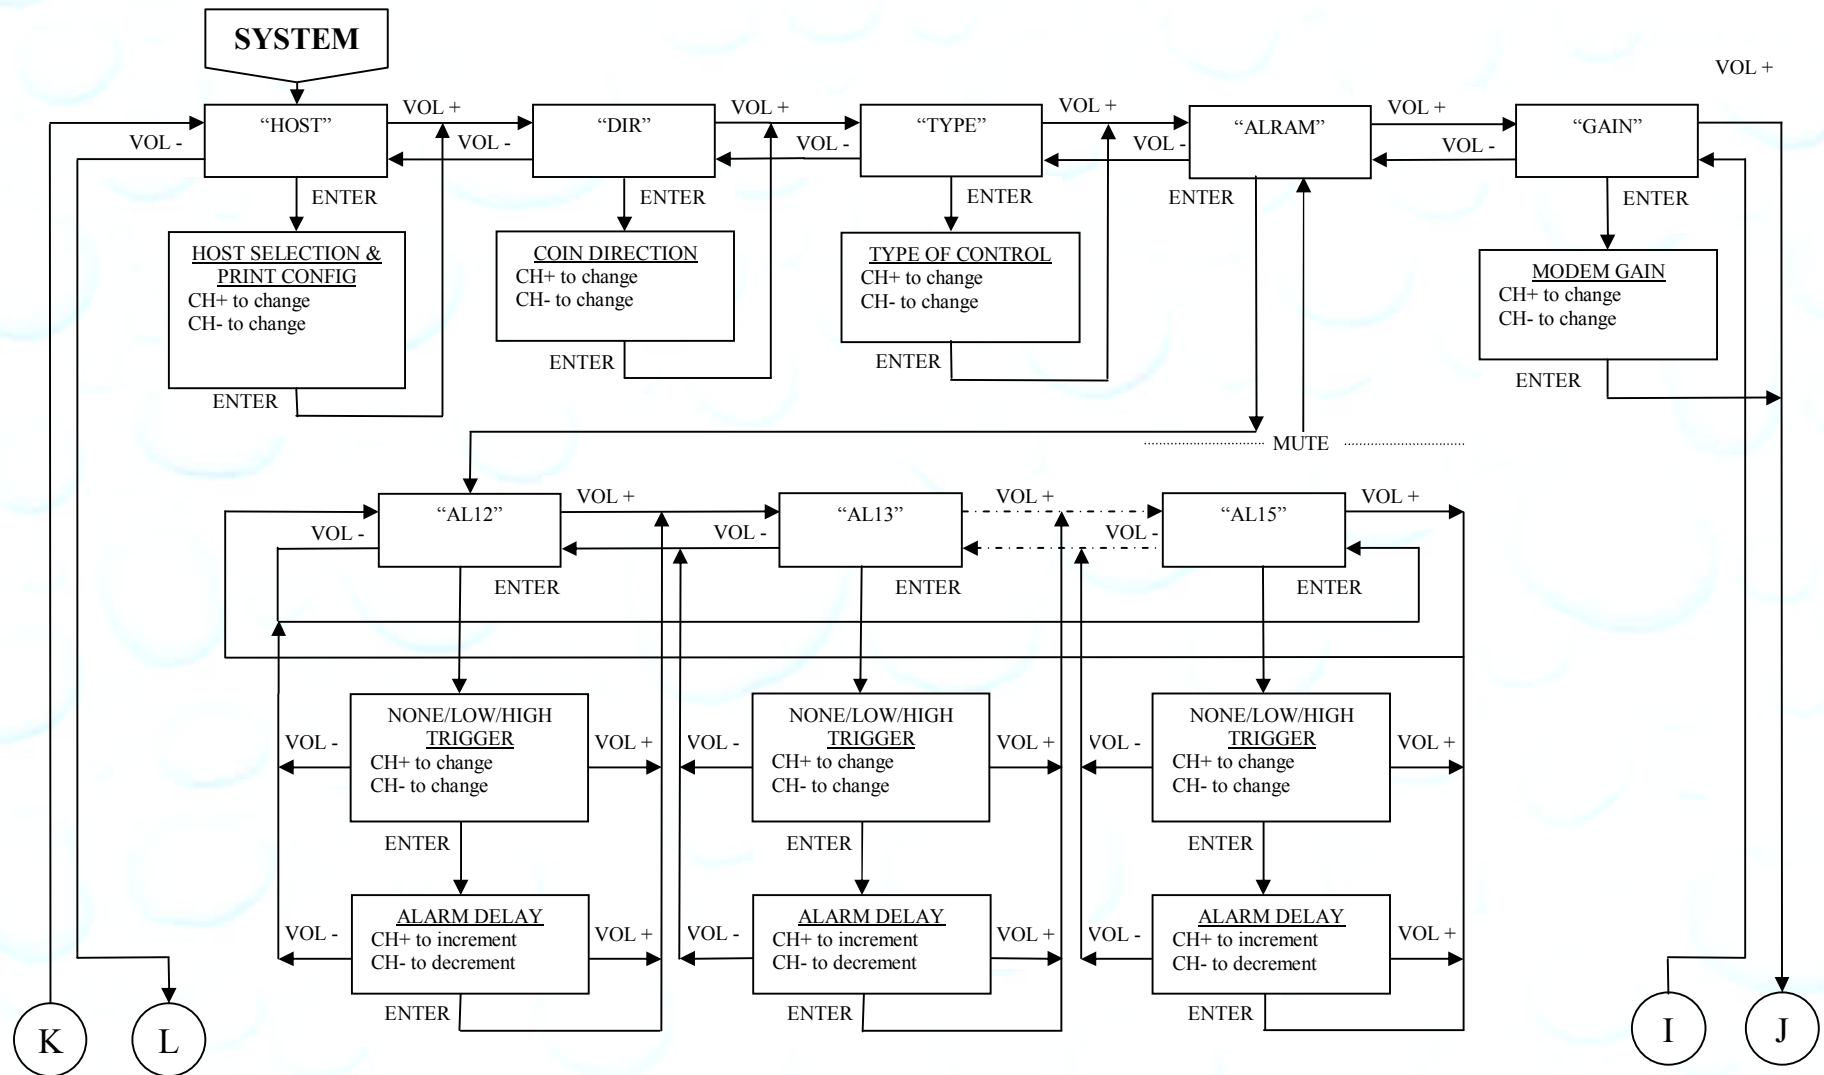 SYSTEM
VOL +
“HOST”
VOL +
“DIR”
VOL +
“TYPE”
VOL +
“ALRAM”
VOL +
“GAIN”
VOL -
VOL -
VOL -
VOL -
VOL -
ENTER
ENTER
ENTER
ENTER
ENTER
HOST SELECTION &
PRINT CONFIG
CH+ to change
CH- to change
COIN DIRECTION
CH+ to change
CH- to change
TYPE OF CONTROL
CH+ to change
CH- to change
MODEM GAIN
CH+ to change
CH- to change
ENTER
ENTER
ENTER
ENTER
MUTE
“AL12”
VOL +
“AL13”
VOL +
“AL15”
VOL +
VOL -
VOL -
VOL -
ENTER
ENTER
ENTER
NONE/LOW/HIGH
TRIGGER
CH+ to change
CH- to change
NONE/LOW/HIGH
TRIGGER
CH+ to change
CH- to change
NONE/LOW/HIGH
TRIGGER
CH+ to change
CH- to change
VOL -
VOL +
VOL -
VOL +
VOL -
VOL +
ENTER
ENTER
ENTER
ALARM DELAY
CH+ to increment
CH- to decrement
ALARM DELAY
CH+ to increment
CH- to decrement
ALARM DELAY
CH+ to increment
CH- to decrement
VOL -
VOL +
VOL -
VOL +
VOL -
VOL +
ENTER
ENTER
ENTER
K
L
I
J